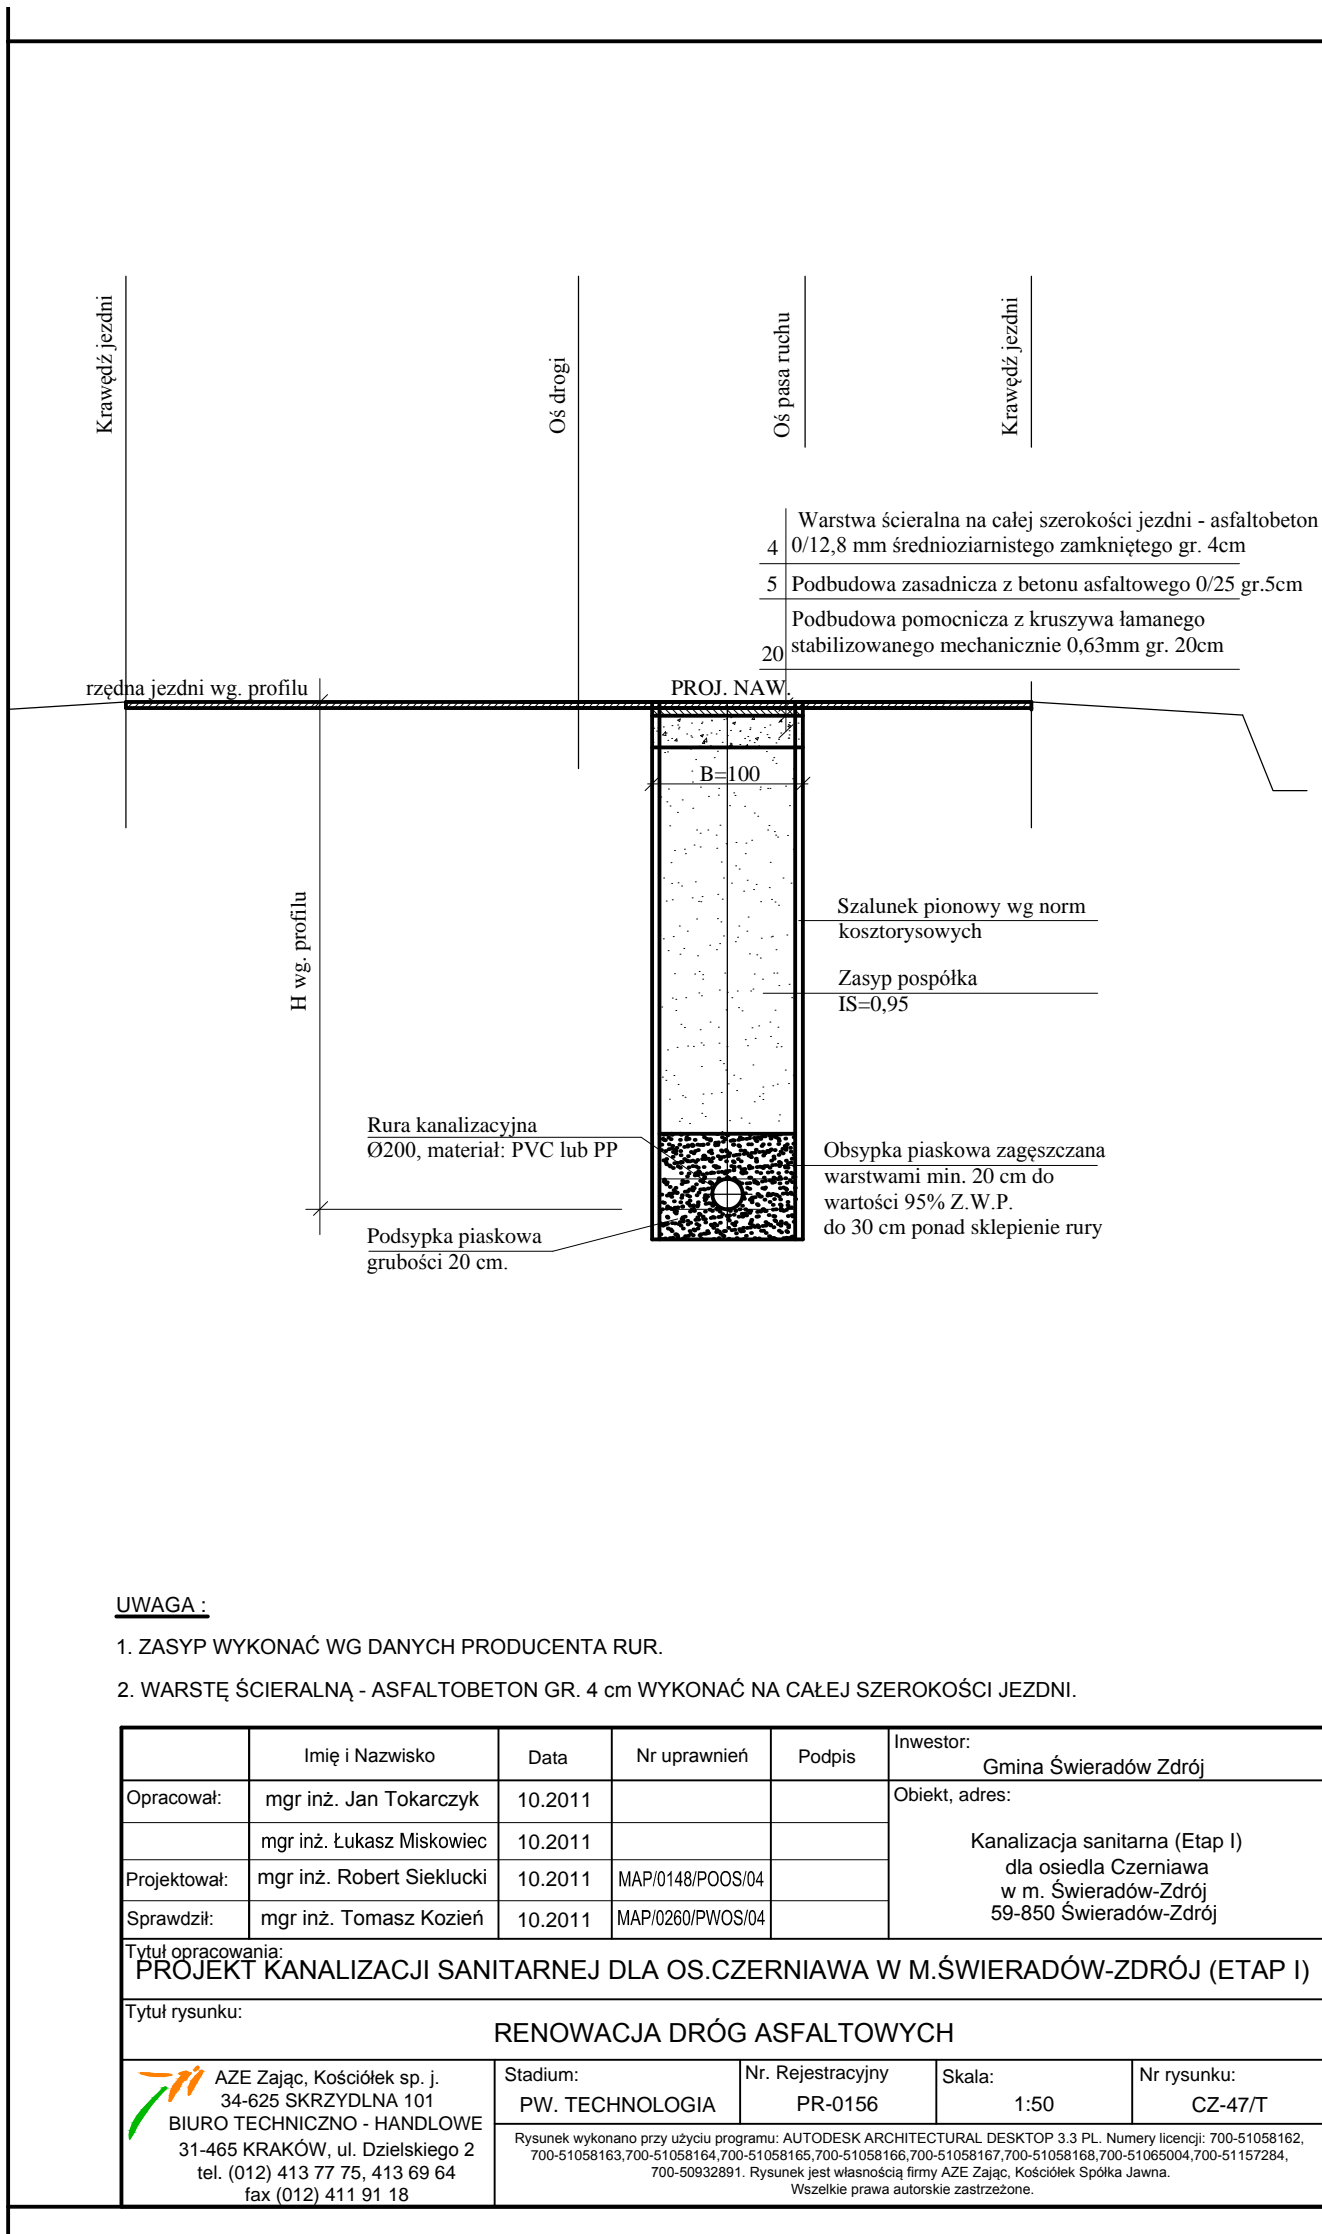 Krawędź jezdni
Oś drogi
Oś pasa ruchu
Krawędź jezdni
Warstwa ścieralna na całej szerokości jezdni - asfaltobeton
4 0/12,8 mm średnioziarnistego zamkniętego gr. 4cm
5 Podbudowa zasadnicza z betonu asfaltowego 0/25 gr.5cm
Podbudowa pomocnicza z kruszywa łamanego
20 stabilizowanego mechanicznie 0,63mm gr. 20cm
rzędna jezdni wg. profilu
PROJ. NAW.
B=100
H wg. profilu
Szalunek pionowy wg norm
kosztorysowych
Zasyp pospółka
IS=0,95
Rura kanalizacyjna
Ø200, materiał: PVC lub PP
Obsypka piaskowa zagęszczana
warstwami min. 20 cm do
wartości 95% Z.W.P.
do 30 cm ponad sklepienie rury
Podsypka piaskowa
grubości 20 cm.
UWAGA :
1. ZASYP WYKONAĆ WG DANYCH PRODUCENTA RUR.
2. WARSTĘ ŚCIERALNĄ - ASFALTOBETON GR. 4 cm WYKONAĆ NA CAŁEJ SZEROKOŚCI JEZDNI.
Imię i Nazwisko Data Nr uprawnień Podpis
Inwestor:
Gmina Świeradów Zdrój
Opracował: mgr inż. Jan Tokarczyk 10.2011
mgr inż. Łukasz Miskowiec 10.2011
Projektował: mgr inż. Robert Sieklucki 10.2011 MAP/0148/POOS/04
Sprawdził: mgr inż. Tomasz Kozień 10.2011 MAP/0260/PWOS/04
Obiekt, adres:
Kanalizacja sanitarna (Etap I)
dla osiedla Czerniawa
w m. Świeradów-Zdrój
59-850 Świeradów-Zdrój
Tytuł opracowania:
PROJEKT KANALIZACJI SANITARNEJ DLA OS.CZERNIAWA W M.ŚWIERADÓW-ZDRÓJ (ETAP I)
Tytuł rysunku:
RENOWACJA DRÓG ASFALTOWYCH
AZE Zając, Kościółek sp. j.
34-625 SKRZYDLNA 101
BIURO TECHNICZNO - HANDLOWE
31-465 KRAKÓW, ul. Dzielskiego 2
tel. (012) 413 77 75, 413 69 64
fax (012) 411 91 18
Stadium:
PW. TECHNOLOGIA
Nr. Rejestracyjny
PR-0156
Skala:
1:50
Nr rysunku:
CZ-47/T
Rysunek wykonano przy użyciu programu: AUTODESK ARCHITECTURAL DESKTOP 3.3 PL. Numery licencji: 700-51058162,
700-51058163,700-51058164,700-51058165,700-51058166,700-51058167,700-51058168,700-51065004,700-51157284,
700-50932891. Rysunek jest własnością firmy AZE Zając, Kościółek Spółka Jawna.
Wszelkie prawa autorskie zastrzeżone.